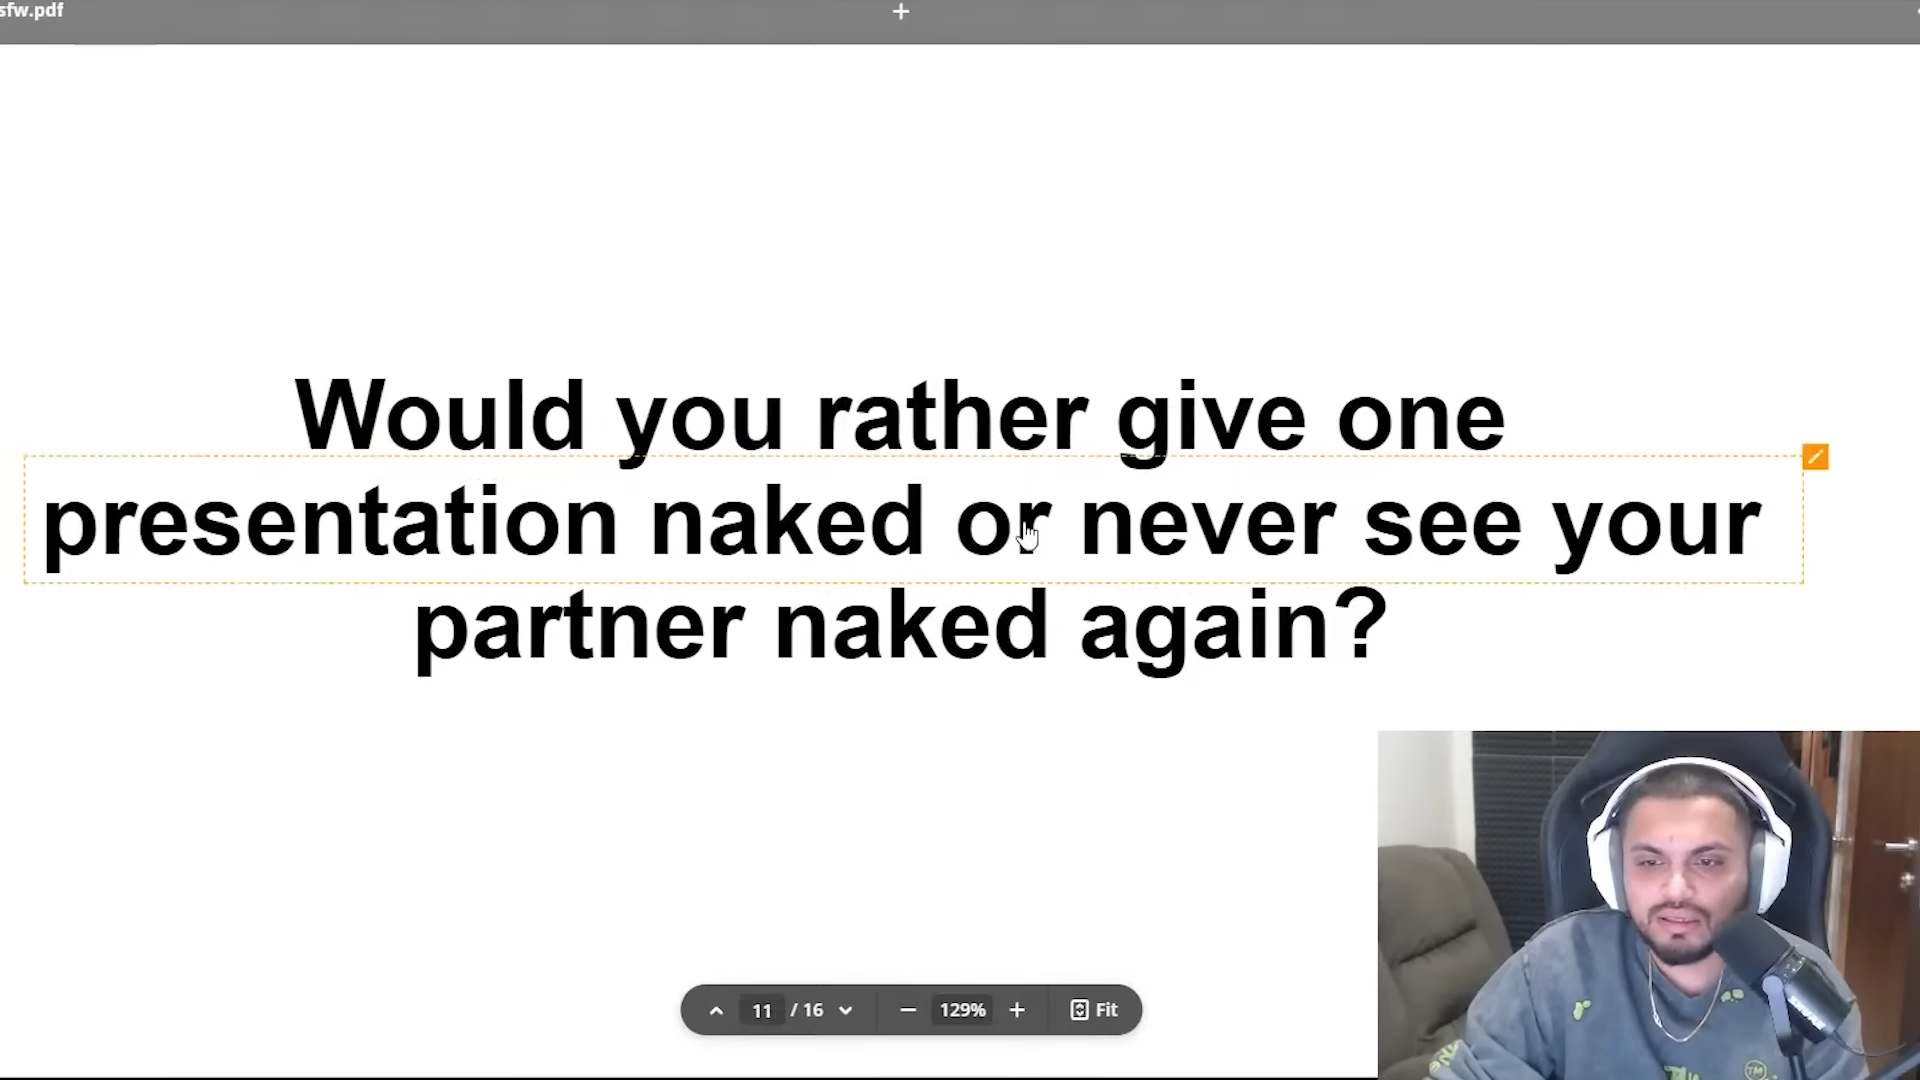 sfw.pdf
Would you rather give one
presentation naked or never see your
partner naked again?
11 / 16
129%
Fit
TM